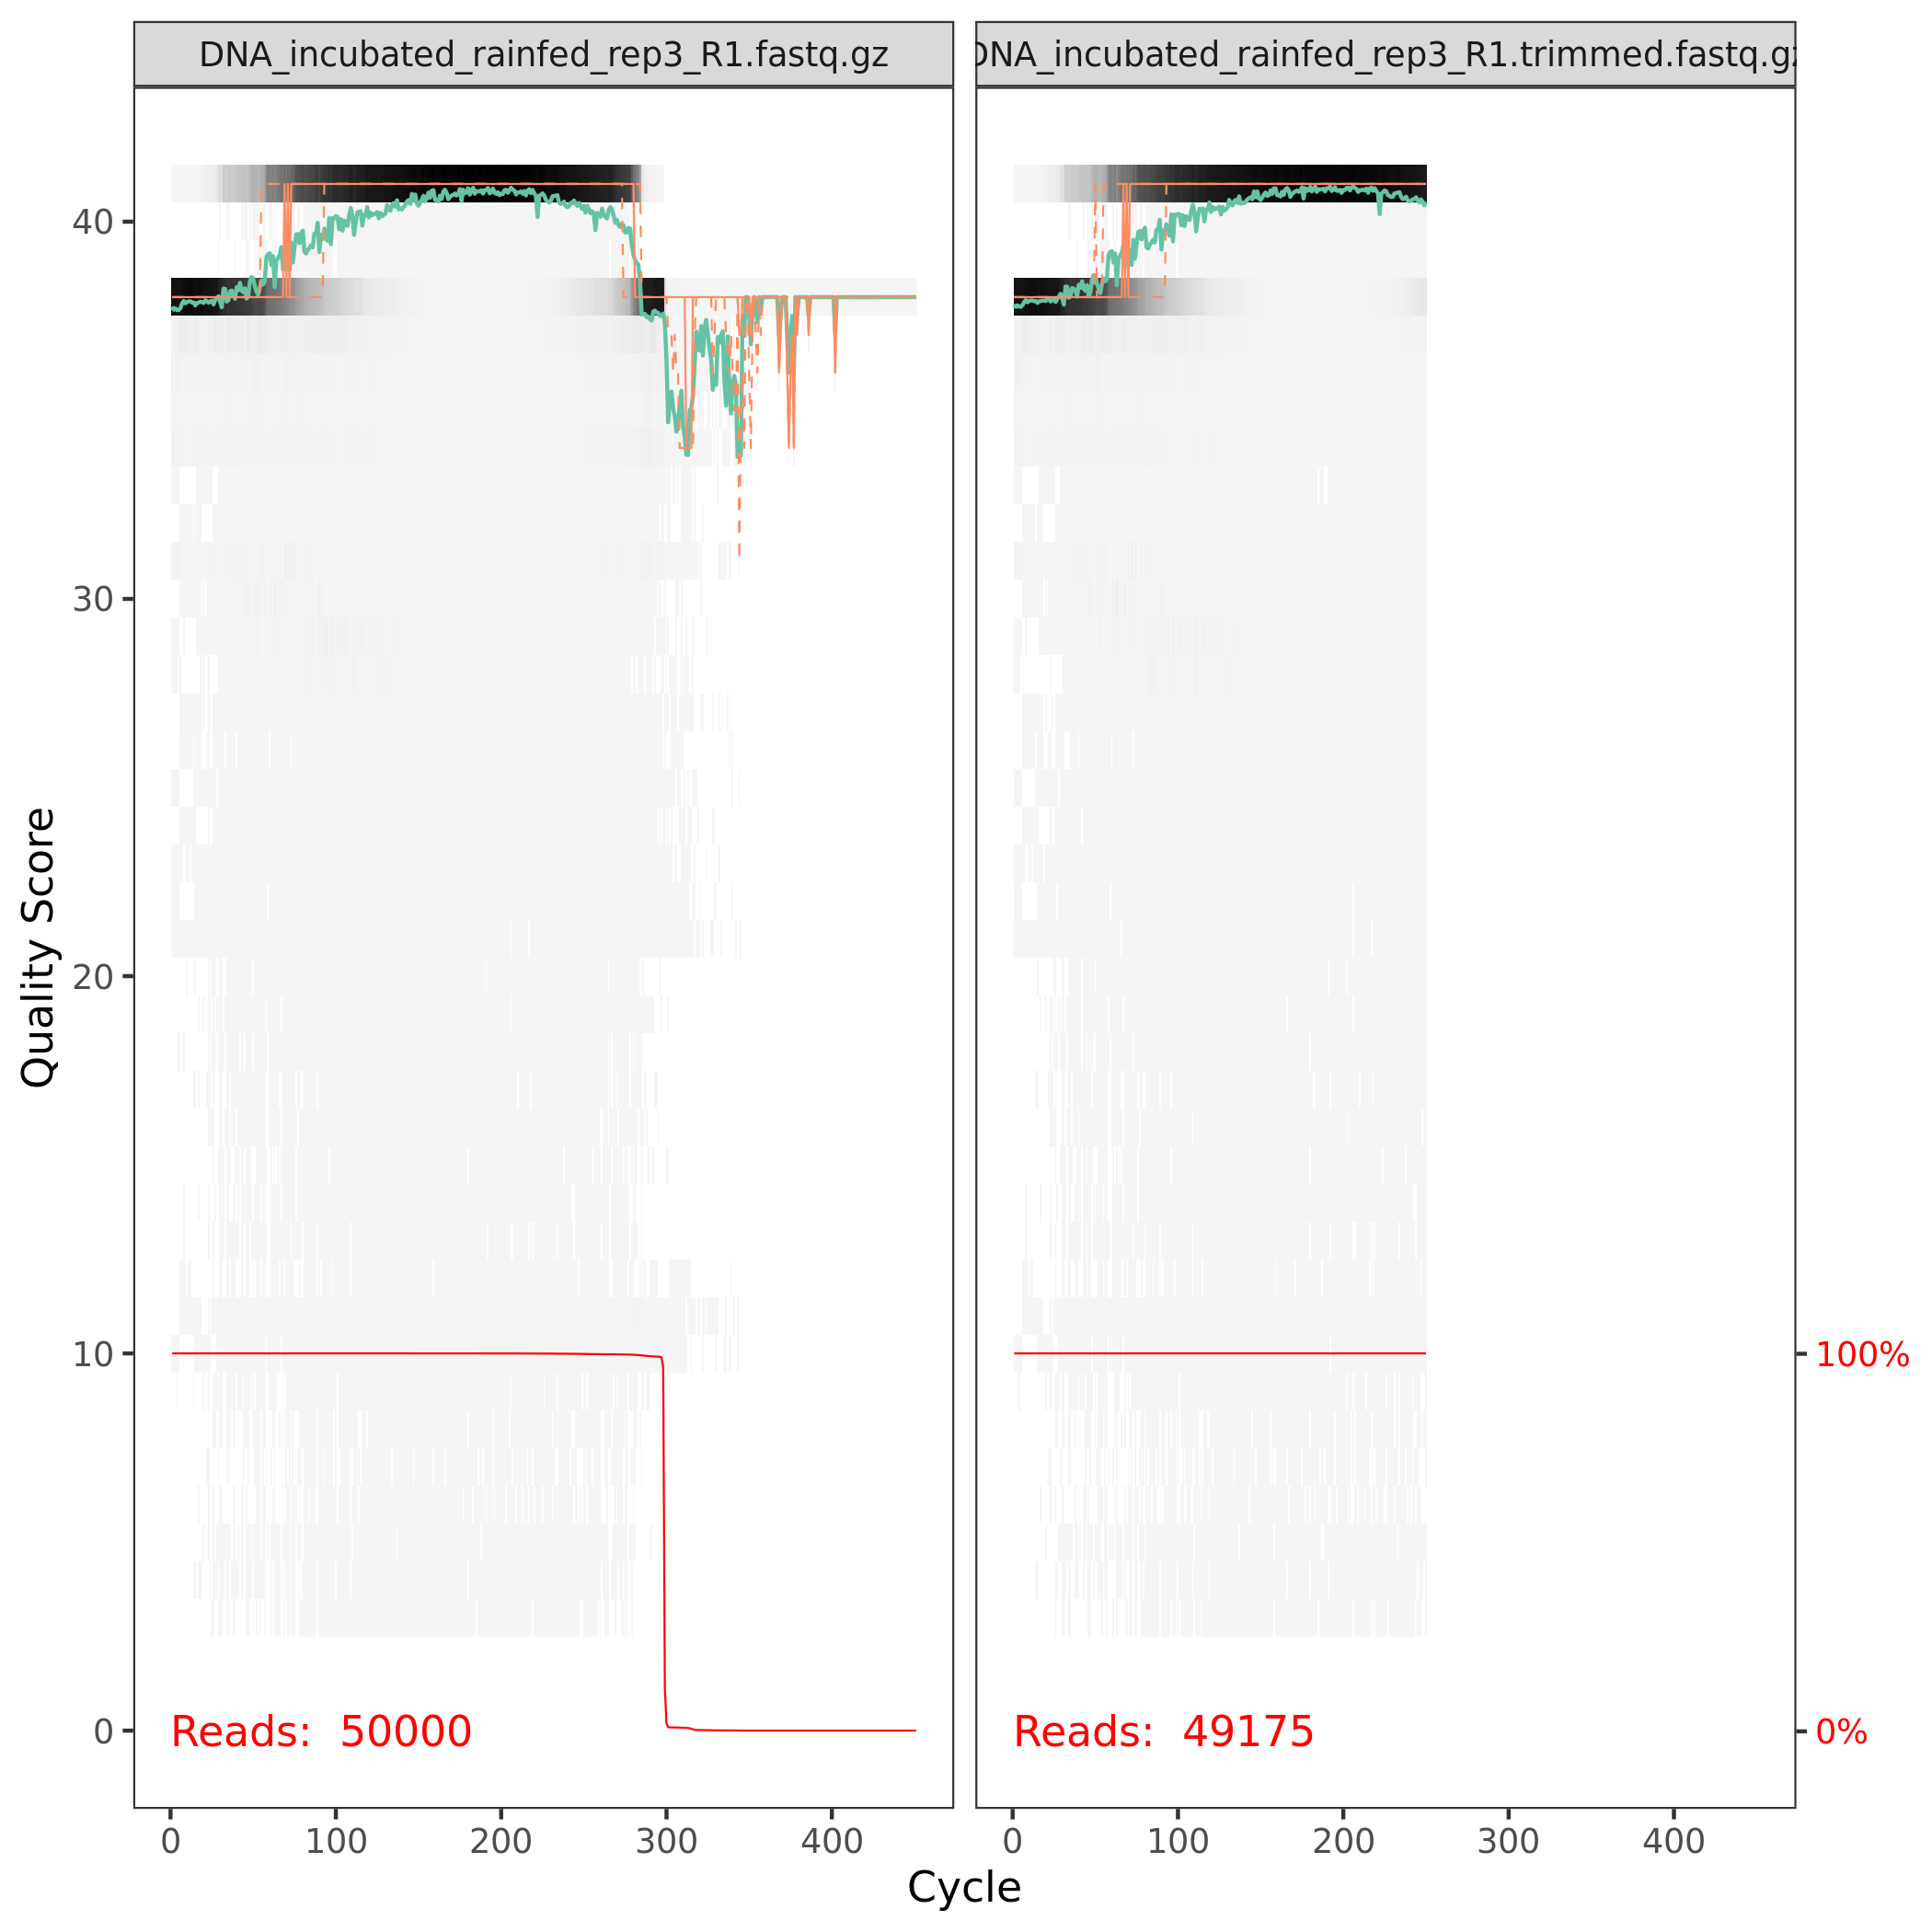 DNA_incubated_rainfed_rep3_R1.fastq.gz
DNA_incubated_rainfed_rep3_R1.trimmed.fastq.gz
Quality Score
40
30
20
10
0
100%
0%
Reads: 50000
Reads: 49175
0 100 200 300 400
0 100 200 300 400
Cycle